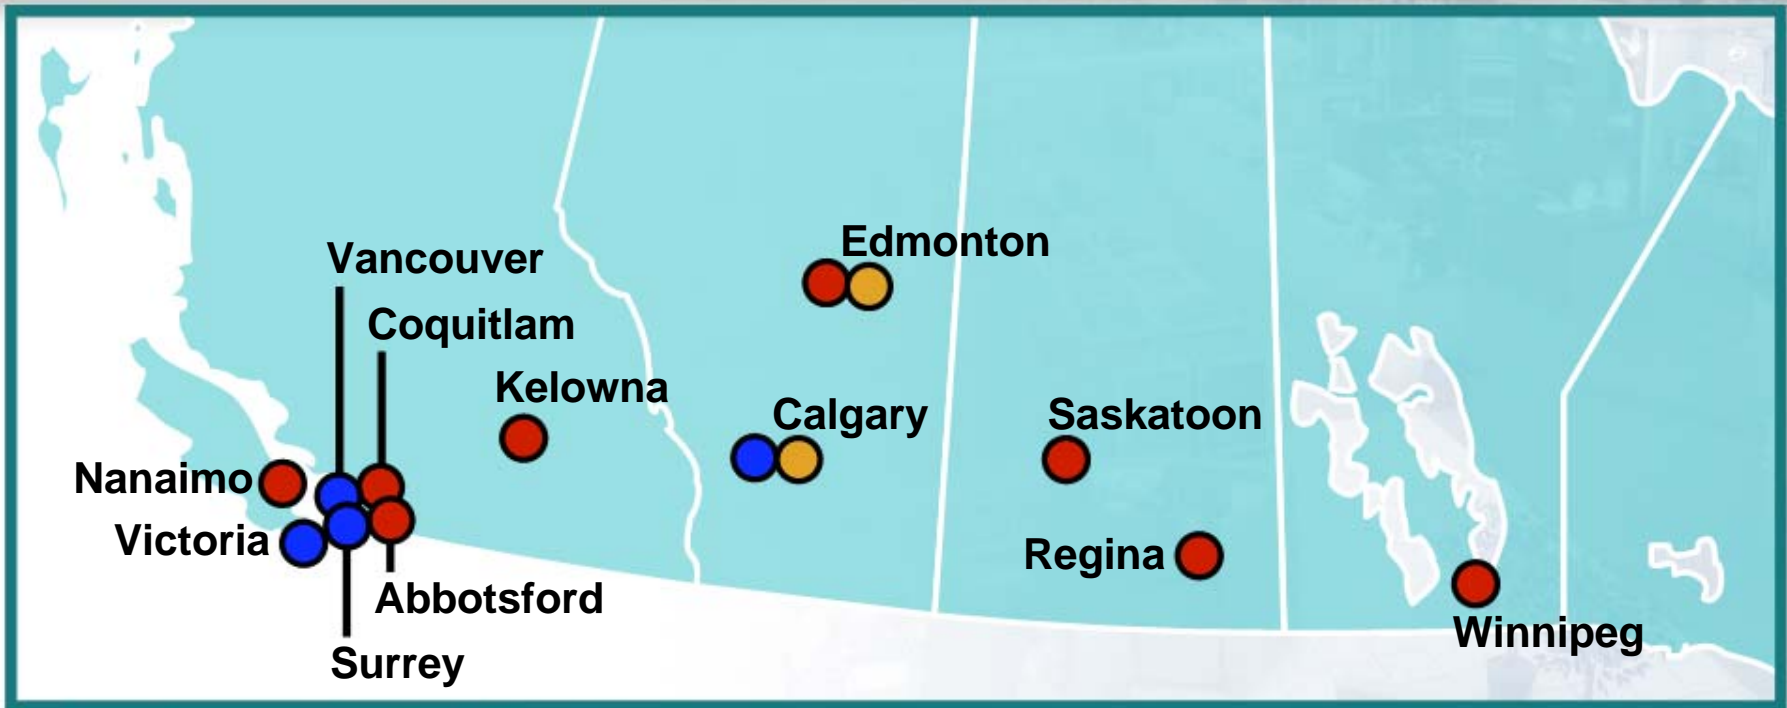 Edmonton
Vancouver
Coquitlam
Kelowna
Calgary
Saskatoon
Nanaimo
Victoria
Regina
Abbotsford
Winnipeg
Surrey